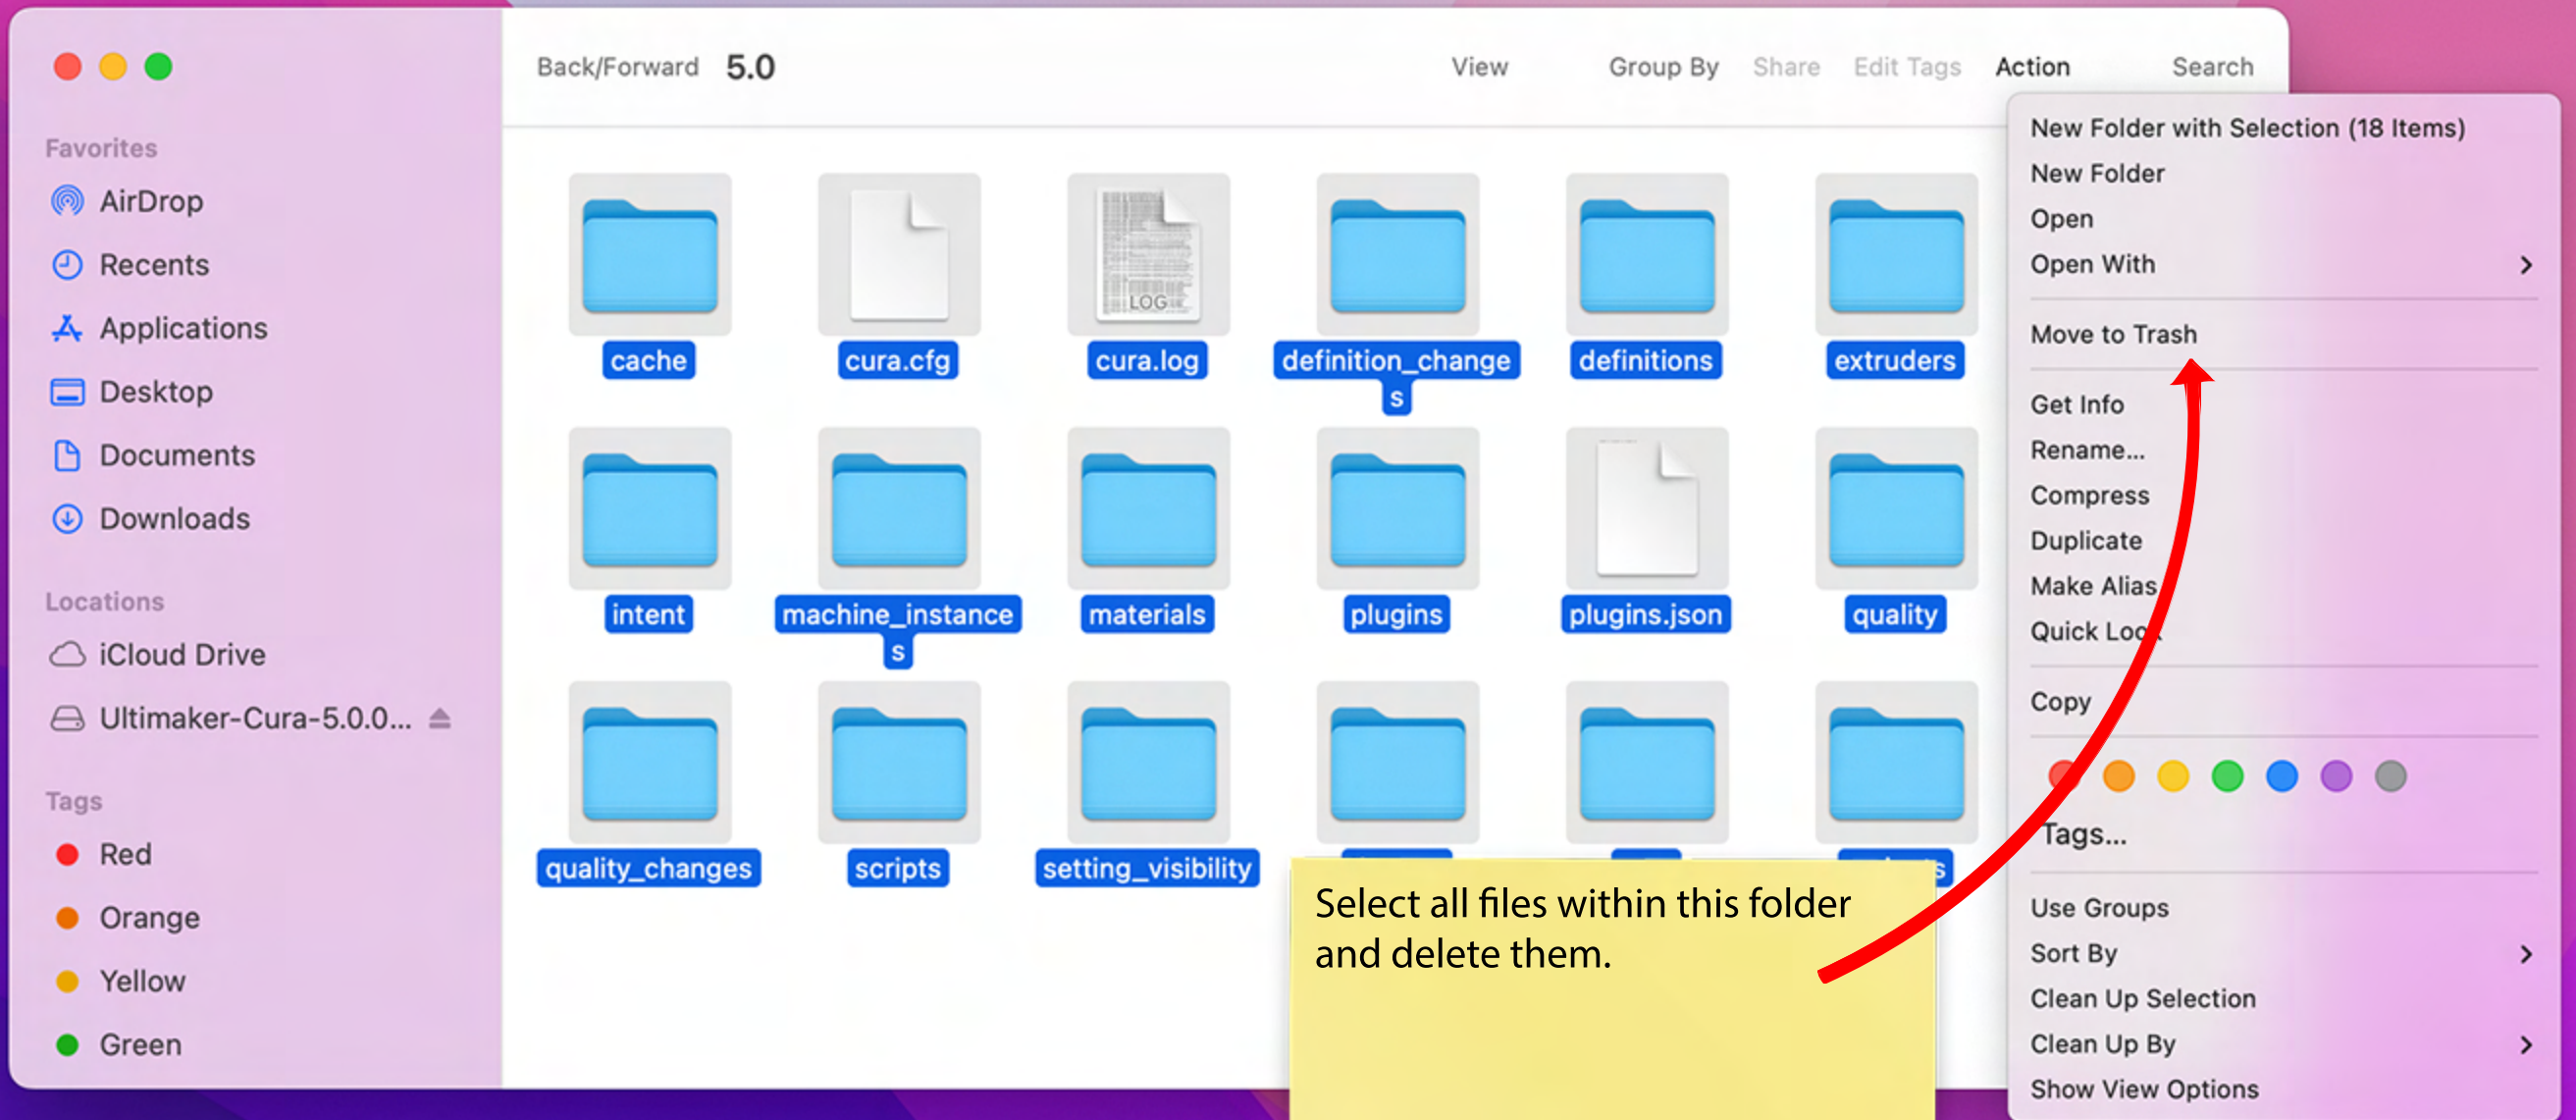 Back/Forward 5.0 View Group By Share Edit Tags Action Search
Favorites
AirDrop
Recents
Applications
Desktop
Documents
Downloads
Locations
iCloud Drive
Ultimaker-Cura-5.0.0...
Tags
Red
Orange
Yellow
Green
LOG
cache cura.cfg cura.log definition_change definitions extruders
s
intent machine_instance materials plugins plugins.json quality
s
quality_changes scripts setting_visibility
Select all files within this folder
and delete them.
New Folder with Selection (18 Items)
New Folder
Open
Open With
Move to Trash
Get Info
Rename...
Compress
Duplicate
Make Alias
Quick Look
Copy
Tags...
Use Groups
Sort By
Clean Up Selection
Clean Up By
Show View Options